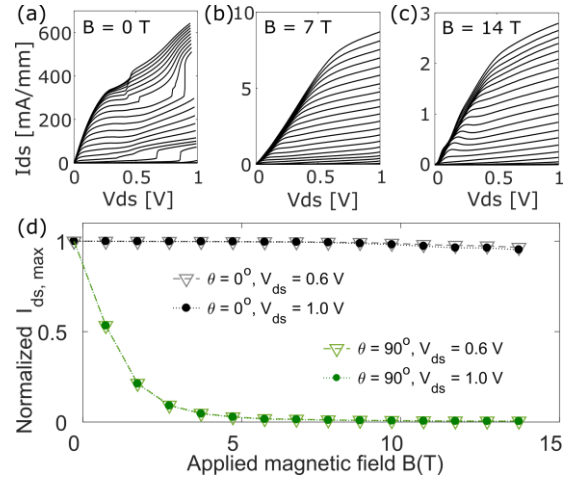 (a) B = 0 T
(b) B = 7 T
(c) B = 14 T
Ids [mA/mm]
600
400
200
0
0 0.5 1
Vds [V]
10
5
0
0 0.5 1
Vds [V]
3
2
1
0
0 0.5 1
Vds [V]
(d)
Normalized I_ds, max
1
0.5
0
θ = 0°, V_ds = 0.6 V
θ = 0°, V_ds = 1.0 V
θ = 90°, V_ds = 0.6 V
θ = 90°, V_ds = 1.0 V
0 5 10 15
Applied magnetic field B(T)